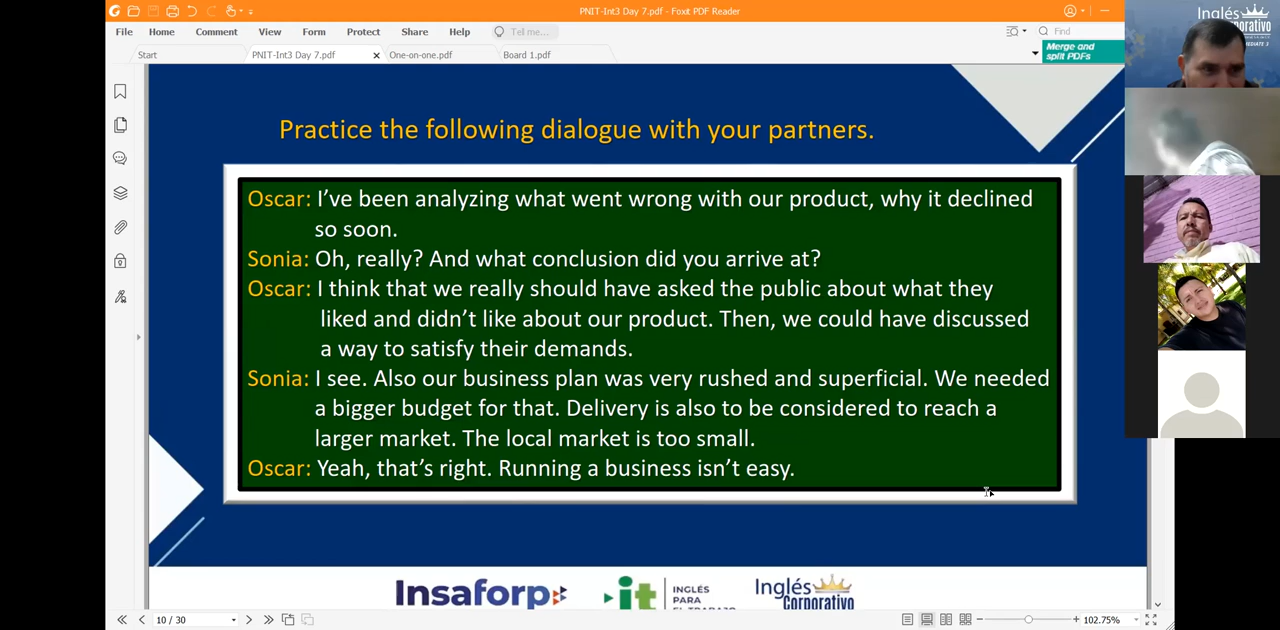 PNIT-Int3 Day 7.pdf - Foxit PDF Reader
File Home Comment View Form Protect Share Help Tell me... Find
Start PNIT-Int3 Day 7.pdf One-on-one.pdf Board 1.pdf
Merge and
split PDFs
Inglés
Corporativo
Practice the following dialogue with your partners.
Oscar: I've been analyzing what went wrong with our product, why it declined
so soon.
Sonia: Oh, really? And what conclusion did you arrive at?
Oscar: I think that we really should have asked the public about what they
liked and didn't like about our product. Then, we could have discussed
a way to satisfy their demands.
Sonia: I see. Also our business plan was very rushed and superficial. We needed
a bigger budget for that. Delivery is also to be considered to reach a
larger market. The local market is too small.
Oscar: Yeah, that's right. Running a business isn't easy.
Insaforp
it
INGLÉS
PARA
EL TRABAJO
Inglés
Corporativo
10 / 30
102.75%